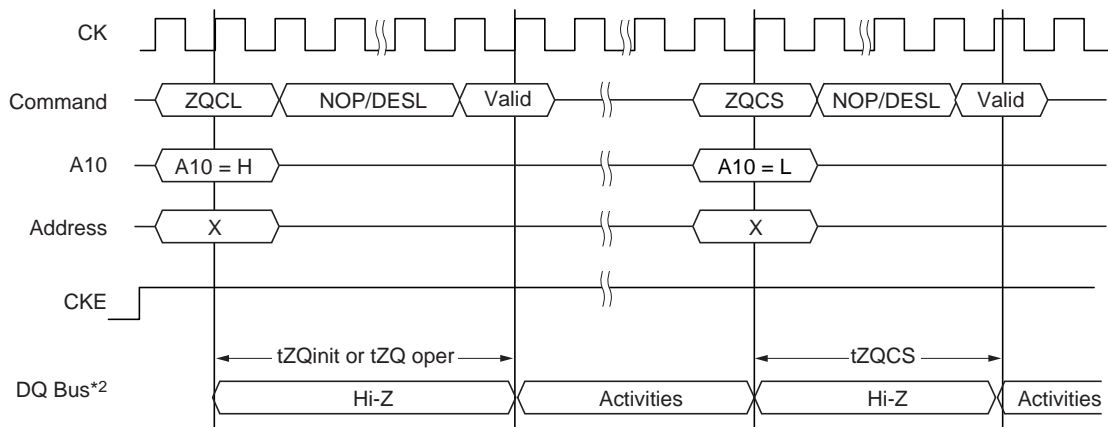 CK
Command ZQCL NOP/DESL Valid ZQCS NOP/DESL Valid
A10 A10 = H A10 = L
Address X X
CKE
tZQinit or tZQ oper tZQCS
DQ Bus*2 Hi-Z Activities Hi-Z Activities